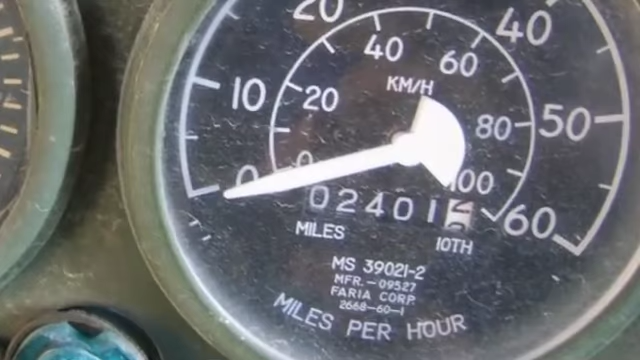 20
40
10
50
0
60
40
60
KM/H
20
80
0
100
02401
MILES
10TH
MS 39021-2
MFR.-09527
FARIA CORP.
2668-60-1
MILES PER HOUR